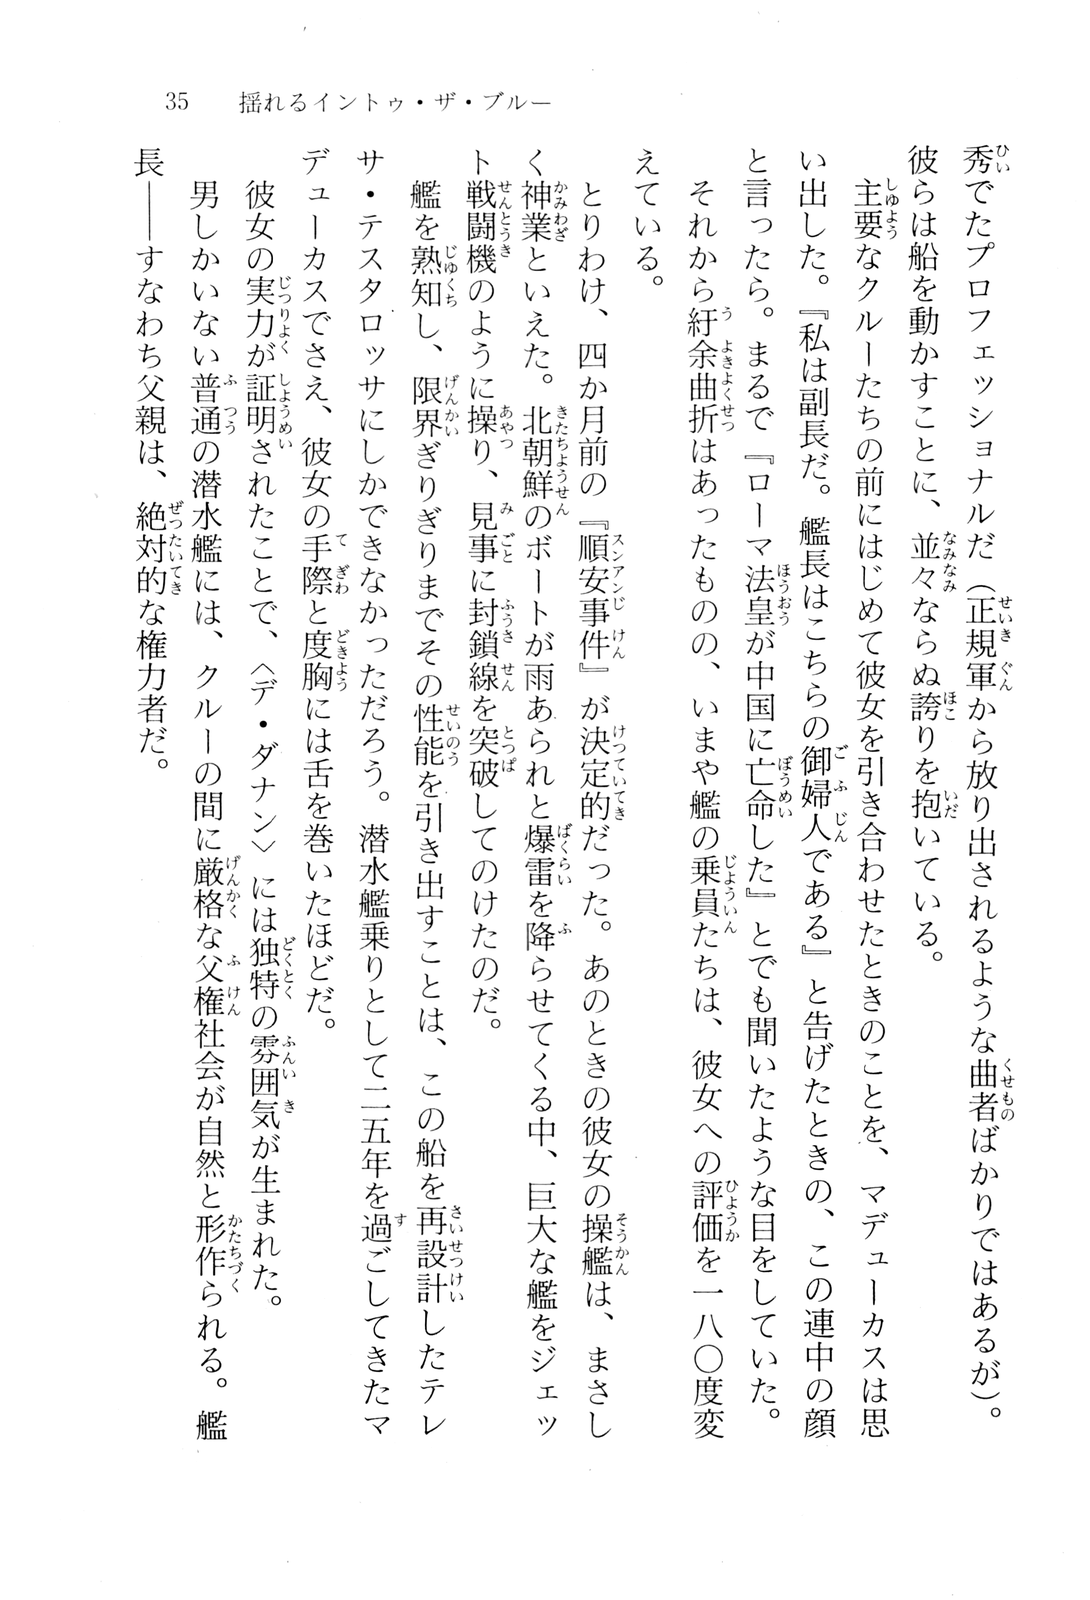 35　揺れるイントゥ・ザ・ブルー
秀でたプロフェッショナルだ（正規軍から放り出されるような曲者ばかりではあるが）。
彼らは船を動かすことに、並々ならぬ誇りを抱いている。
　主要なクルーたちの前にはじめて彼女を引き合わせたときのことを、マデューカスは思
い出した。『私は副長だ。艦長はこちらの御婦人である』と告げたときの、この連中の顔
と言ったら。まるで『ローマ法皇が中国に亡命した』とでも聞いたような目をしていた。
　それから紆余曲折はあったものの、いまや艦の乗員たちは、彼女への評価を一八〇度変
えている。
　とりわけ、四か月前の『順安事件』が決定的だった。あのときの彼女の操艦は、まさし
く神業といえた。北朝鮮のボートが雨あられと爆雷を降らせてくる中、巨大な艦をジェッ
ト戦闘機のように操り、見事に封鎖線を突破してのけたのだ。
　艦を熟知し、限界ぎりぎりまでその性能を引き出すことは、この船を再設計したテレ
サ・テスタロッサにしかできなかっただろう。潜水艦乗りとして二五年を過ごしてきたマ
デューカスでさえ、彼女の手際と度胸には舌を巻いたほどだ。
　彼女の実力が証明されたことで、〈デ・ダナン〉には独特の雰囲気が生まれた。
　男しかいない普通の潜水艦には、クルーの間に厳格な父権社会が自然と形作られる。艦
長――すなわち父親は、絶対的な権力者だ。